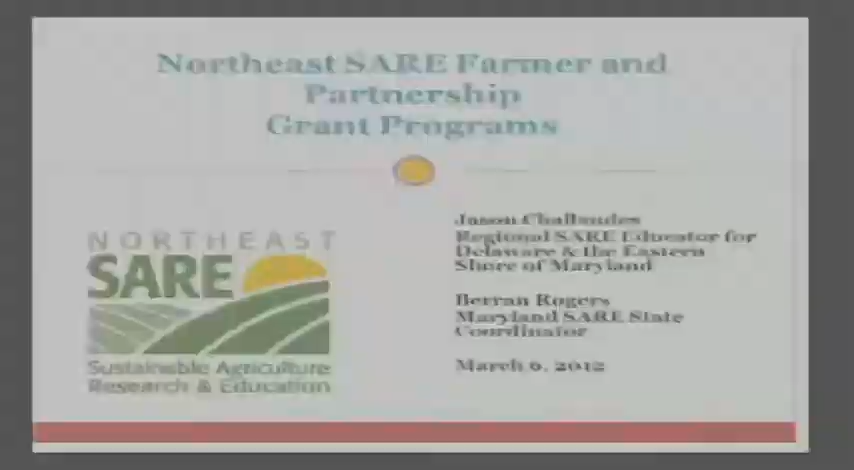 Northeast SARE Farmer and
Partnership
Grant Programs
NORTHEAST
SARE
Sustainable Agriculture
Research & Education
Jason Challandes
Regional SARE Educator for
Delaware & the Eastern
Shore of Maryland
Berran Rogers
Maryland SARE State
Coordinator
March 6, 2012